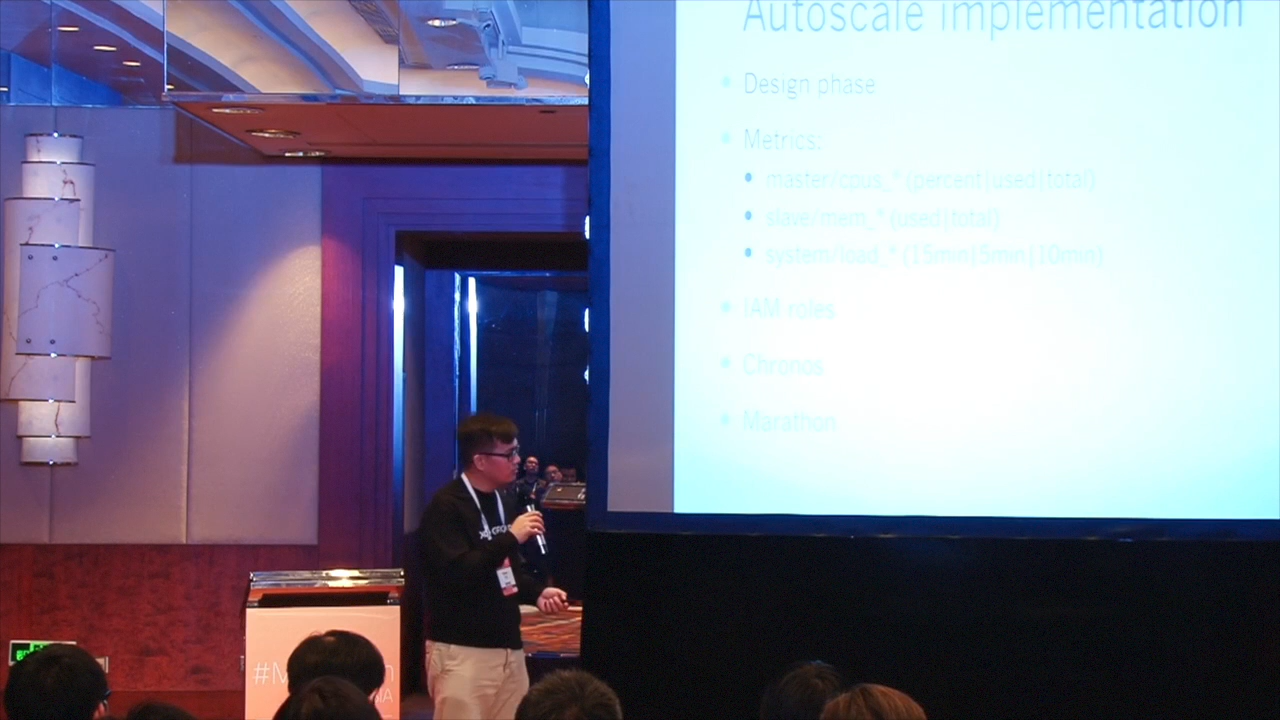 Autoscale implementation
• Design phase
• Metrics:
• master/cpus_* (percent|used|total)
• slave/mem_* (used|total)
• system/load_* (15min|5min|10min)
• IAM roles
• Chronos
• Marathon